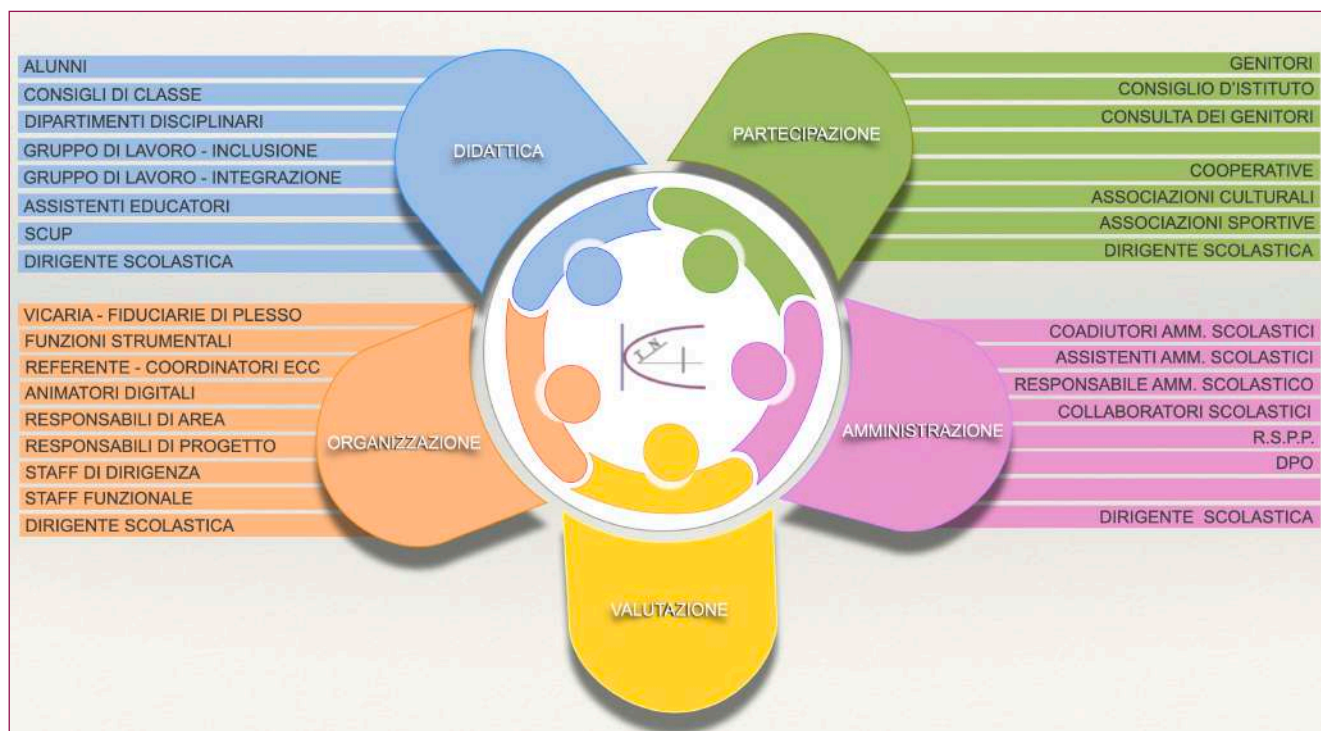 ALUNNI
CONSIGLI DI CLASSE
DIPARTIMENTI DISCIPLINARI
GRUPPO DI LAVORO - INCLUSIONE
GRUPPO DI LAVORO - INTEGRAZIONE
ASSISTENTI EDUCATORI
SCUP
DIRIGENTE SCOLASTICA
DIDATTICA
PARTECIPAZIONE
GENITORI
CONSIGLIO D'ISTITUTO
CONSULTA DEI GENITORI
COOPERATIVE
ASSOCIAZIONI CULTURALI
ASSOCIAZIONI SPORTIVE
DIRIGENTE SCOLASTICA
VICARIA - FIDUCIARIE DI PLESSO
FUNZIONI STRUMENTALI
REFERENTE - COORDINATORI ECC
ANIMATORI DIGITALI
RESPONSABILI DI AREA
RESPONSABILI DI PROGETTO
STAFF DI DIRIGENZA
STAFF FUNZIONALE
DIRIGENTE SCOLASTICA
ORGANIZZAZIONE
TN
AMMINISTRAZIONE
COADIUTORI AMM. SCOLASTICI
ASSISTENTI AMM. SCOLASTICI
RESPONSABILE AMM. SCOLASTICO
COLLABORATORI SCOLASTICI
R.S.P.P.
DPO
DIRIGENTE SCOLASTICA
VALUTAZIONE